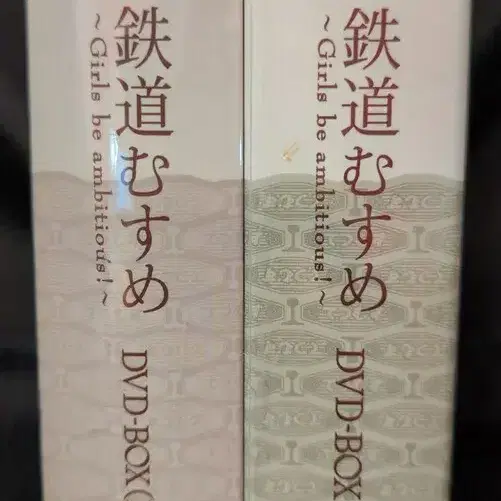 鉄道むすめ
~Girls be ambitious!~
DVD-BOX
鉄道むすめ
~Girls be ambitious!~
DVD-BOX